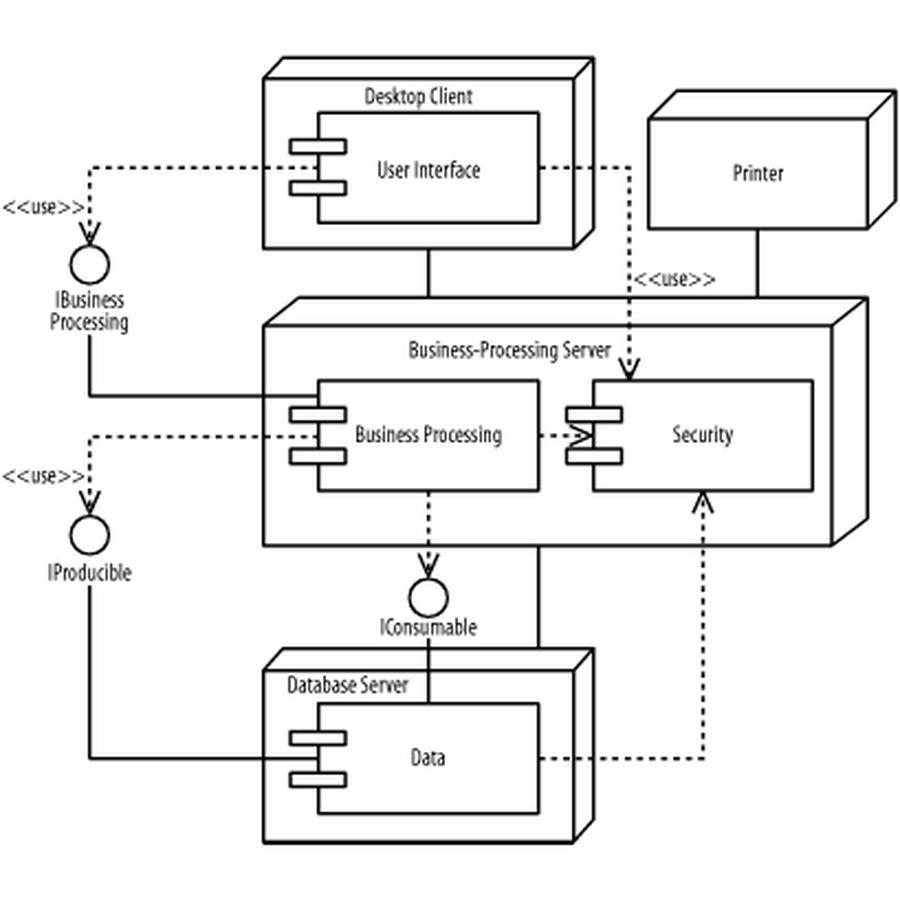 Desktop Client
User Interface
Printer
<<use>>
IBusiness
Processing
<<use>>
Business-Processing Server
Business Processing
Security
<<use>>
IProducible
IConsumable
Database Server
Data